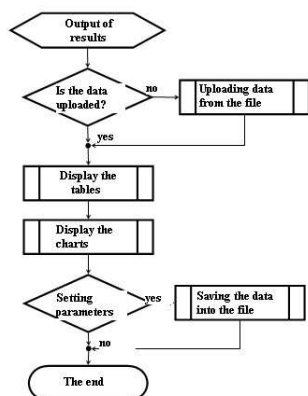 Output of
results
Is the data
uploaded?
no
Uploading data
from the file
yes
Display the
tables
Display the
charts
Setting
parameters
yes
Saving the data
into the file
no
The end